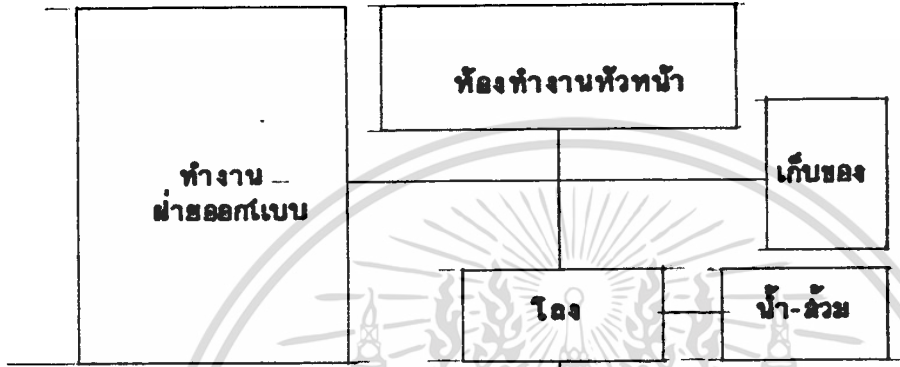 ห้องทำงานหัวหน้า
ทำงาน
ฝ่ายออกแบบ
เก็บของ
โถง
น้ำ-ส้วม